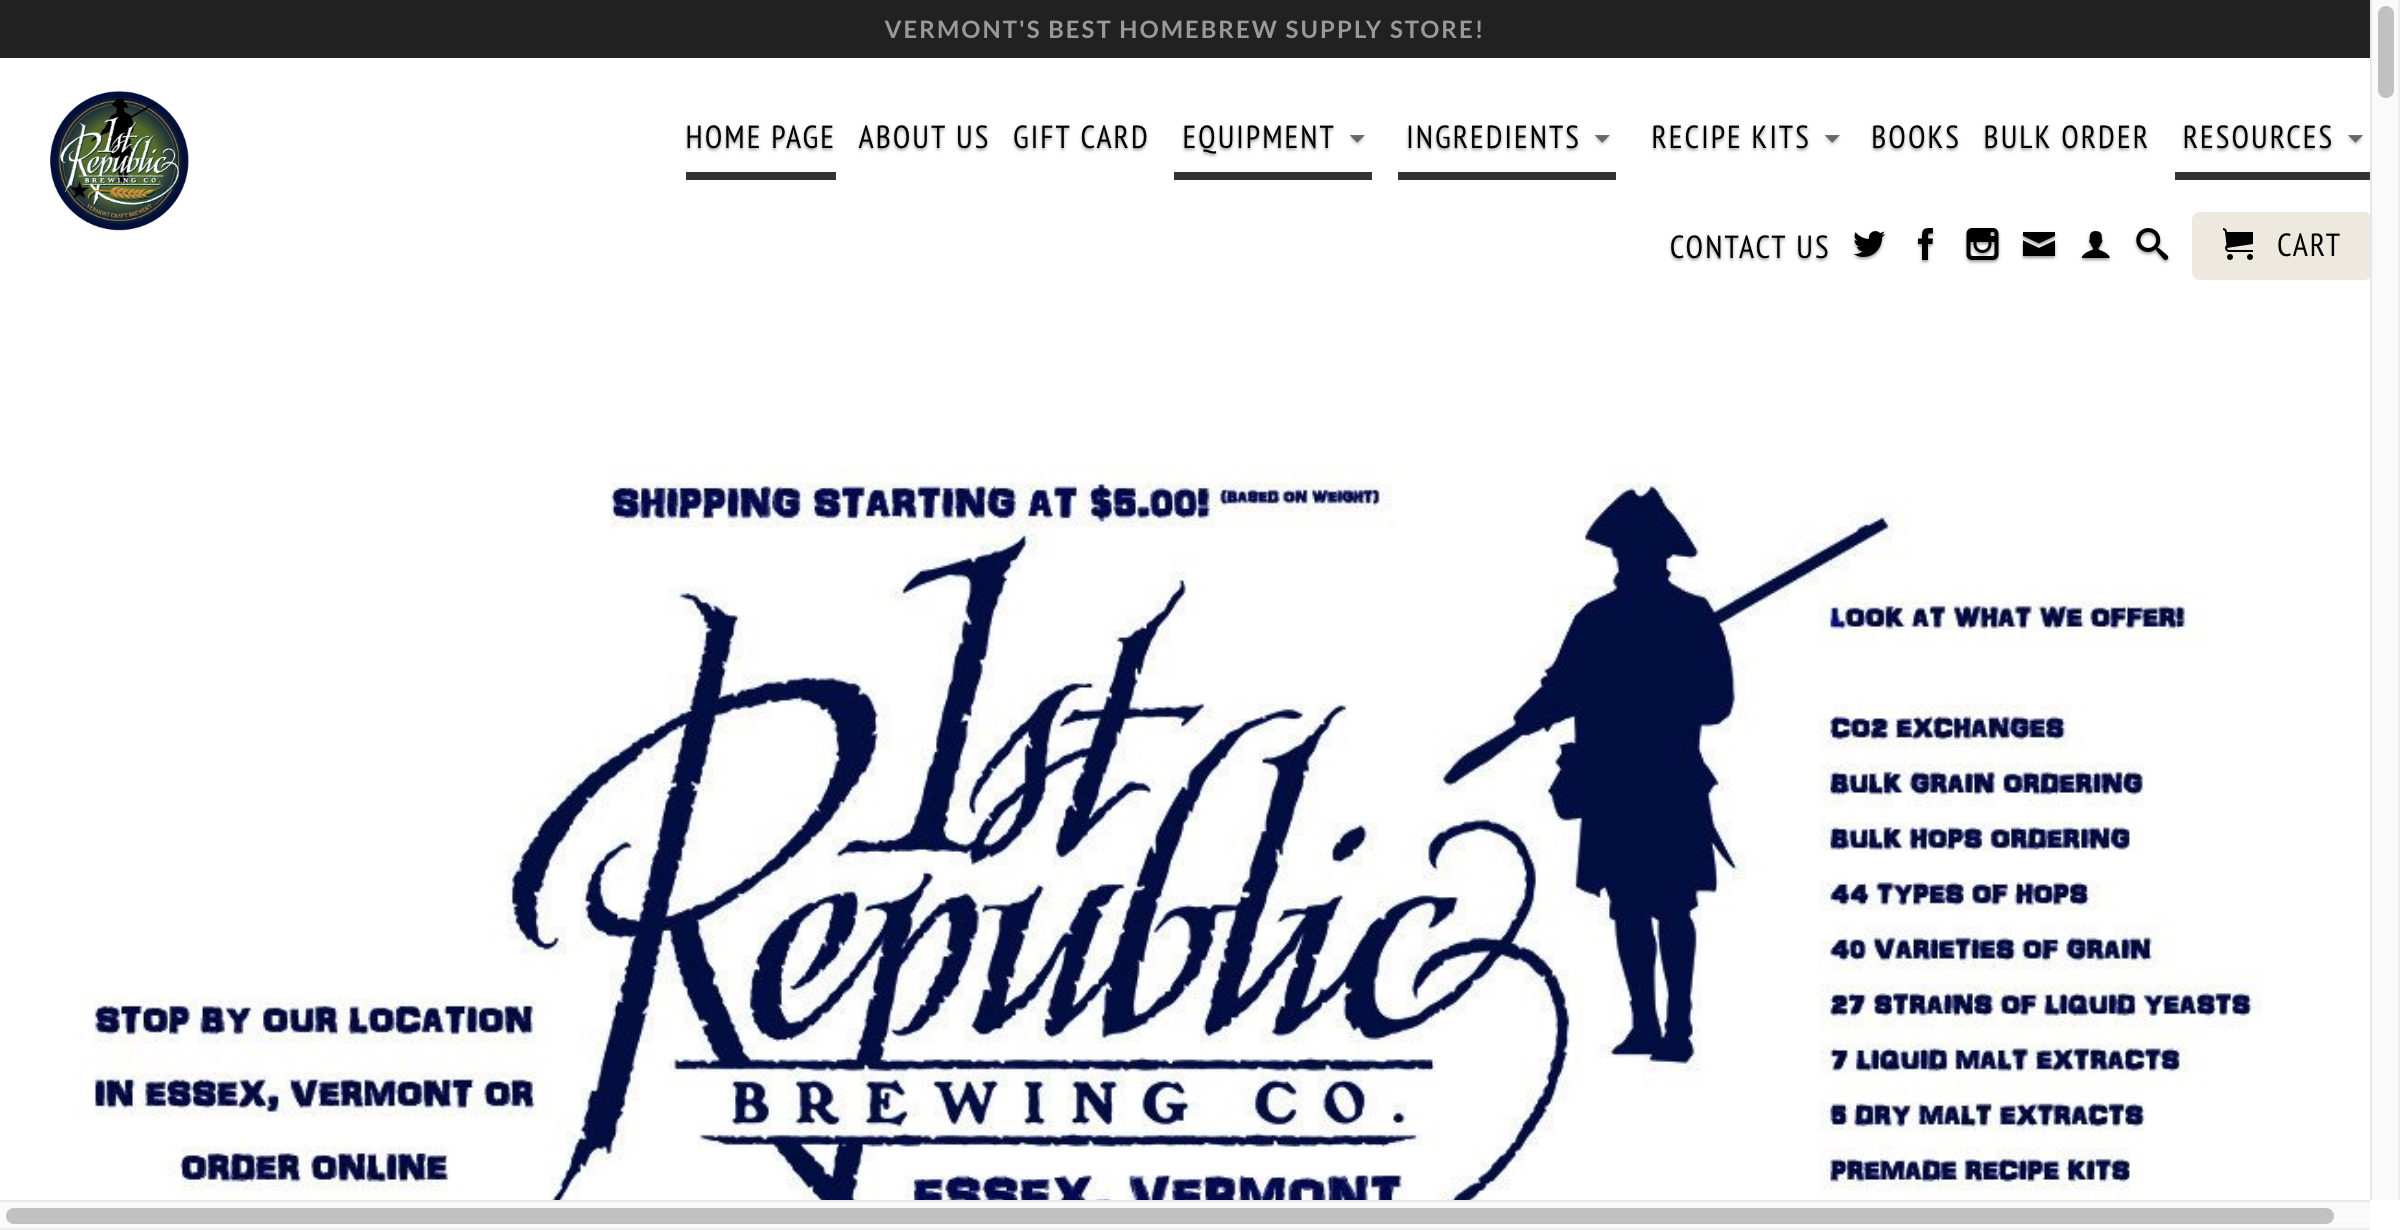 VERMONT'S BEST HOMEBREW SUPPLY STORE!
1st
Republic
BREWING CO.
VERMONT CRAFT BREWERY
HOME PAGE ABOUT US GIFT CARD EQUIPMENT INGREDIENTS RECIPE KITS BOOKS BULK ORDER RESOURCES
CONTACT US CART
SHIPPING STARTING AT $5.00! (BASED ON WEIGHT)
1st
Republic
BREWING CO.
ESSEX, VERMONT
STOP BY OUR LOCATION
IN ESSEX, VERMONT OR
ORDER ONLINE
LOOK AT WHAT WE OFFER!
CO2 EXCHANGES
BULK GRAIN ORDERING
BULK HOPS ORDERING
44 TYPES OF HOPS
40 VARIETIES OF GRAIN
27 STRAINS OF LIQUID YEASTS
7 LIQUID MALT EXTRACTS
5 DRY MALT EXTRACTS
PREMADE RECIPE KITS